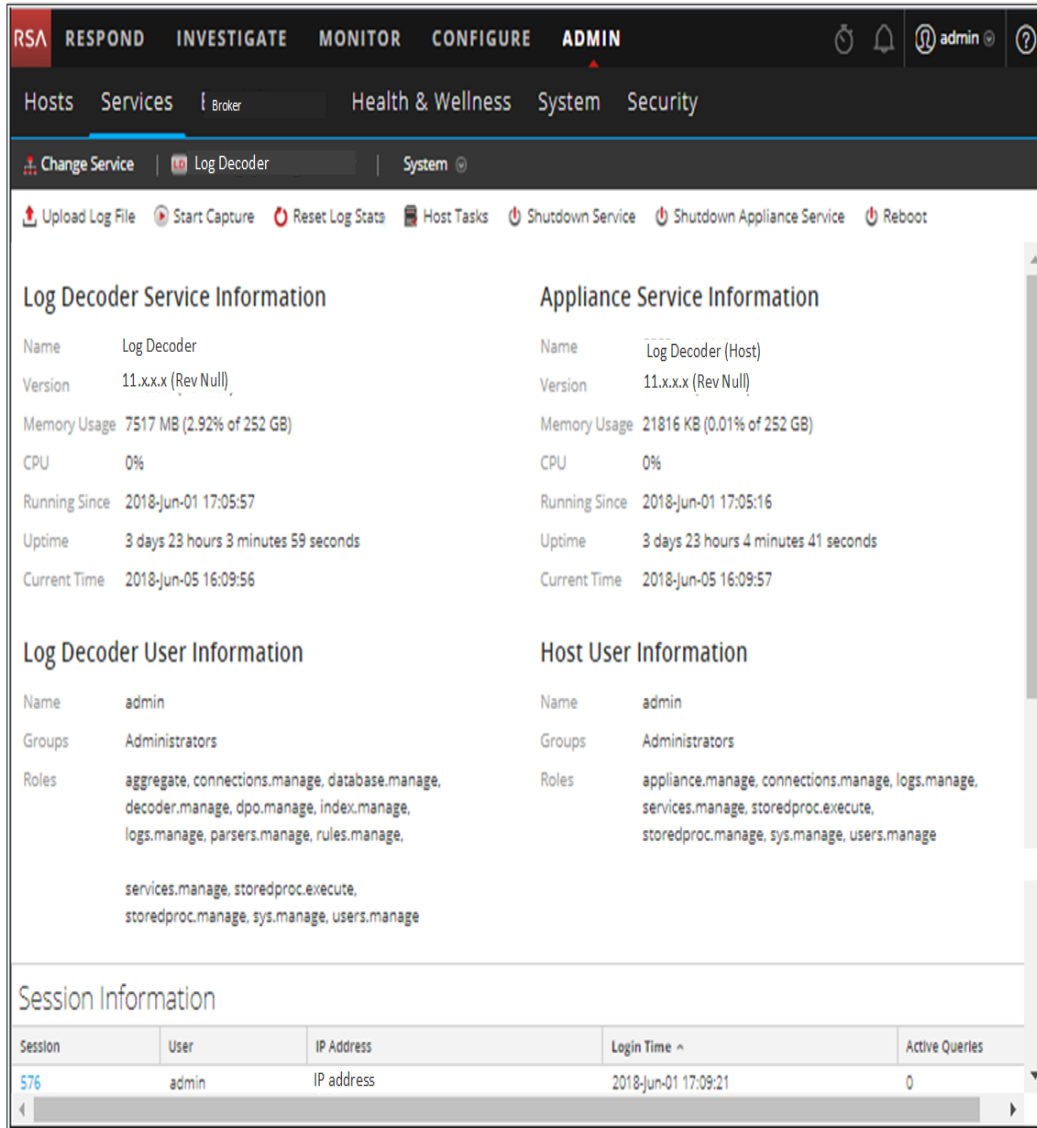 RSA RESPOND INVESTIGATE MONITOR CONFIGURE ADMIN admin
Hosts Services Broker Health & Wellness System Security
Change Service | LD Log Decoder | System
Upload Log File Start Capture Reset Log Stats Host Tasks Shutdown Service Shutdown Appliance Service Reboot
Log Decoder Service Information
Name Log Decoder
Version 11.x.x.x (Rev Null)
Memory Usage 7517 MB (2.92% of 252 GB)
CPU 0%
Running Since 2018-Jun-01 17:05:57
Uptime 3 days 23 hours 3 minutes 59 seconds
Current Time 2018-Jun-05 16:09:56
Appliance Service Information
Name Log Decoder (Host)
Version 11.x.x.x (Rev Null)
Memory Usage 21816 KB (0.01% of 252 GB)
CPU 0%
Running Since 2018-Jun-01 17:05:16
Uptime 3 days 23 hours 4 minutes 41 seconds
Current Time 2018-Jun-05 16:09:57
Log Decoder User Information
Name admin
Groups Administrators
Roles aggregate, connections.manage, database.manage,
decoder.manage, dpo.manage, index.manage,
logs.manage, parsers.manage, rules.manage,
services.manage, storedproc.execute,
storedproc.manage, sys.manage, users.manage
Host User Information
Name admin
Groups Administrators
Roles appliance.manage, connections.manage, logs.manage,
services.manage, storedproc.execute,
storedproc.manage, sys.manage, users.manage
Session Information
Session User IP Address Login Time Active Queries
576 admin IP address 2018-Jun-01 17:09:21 0